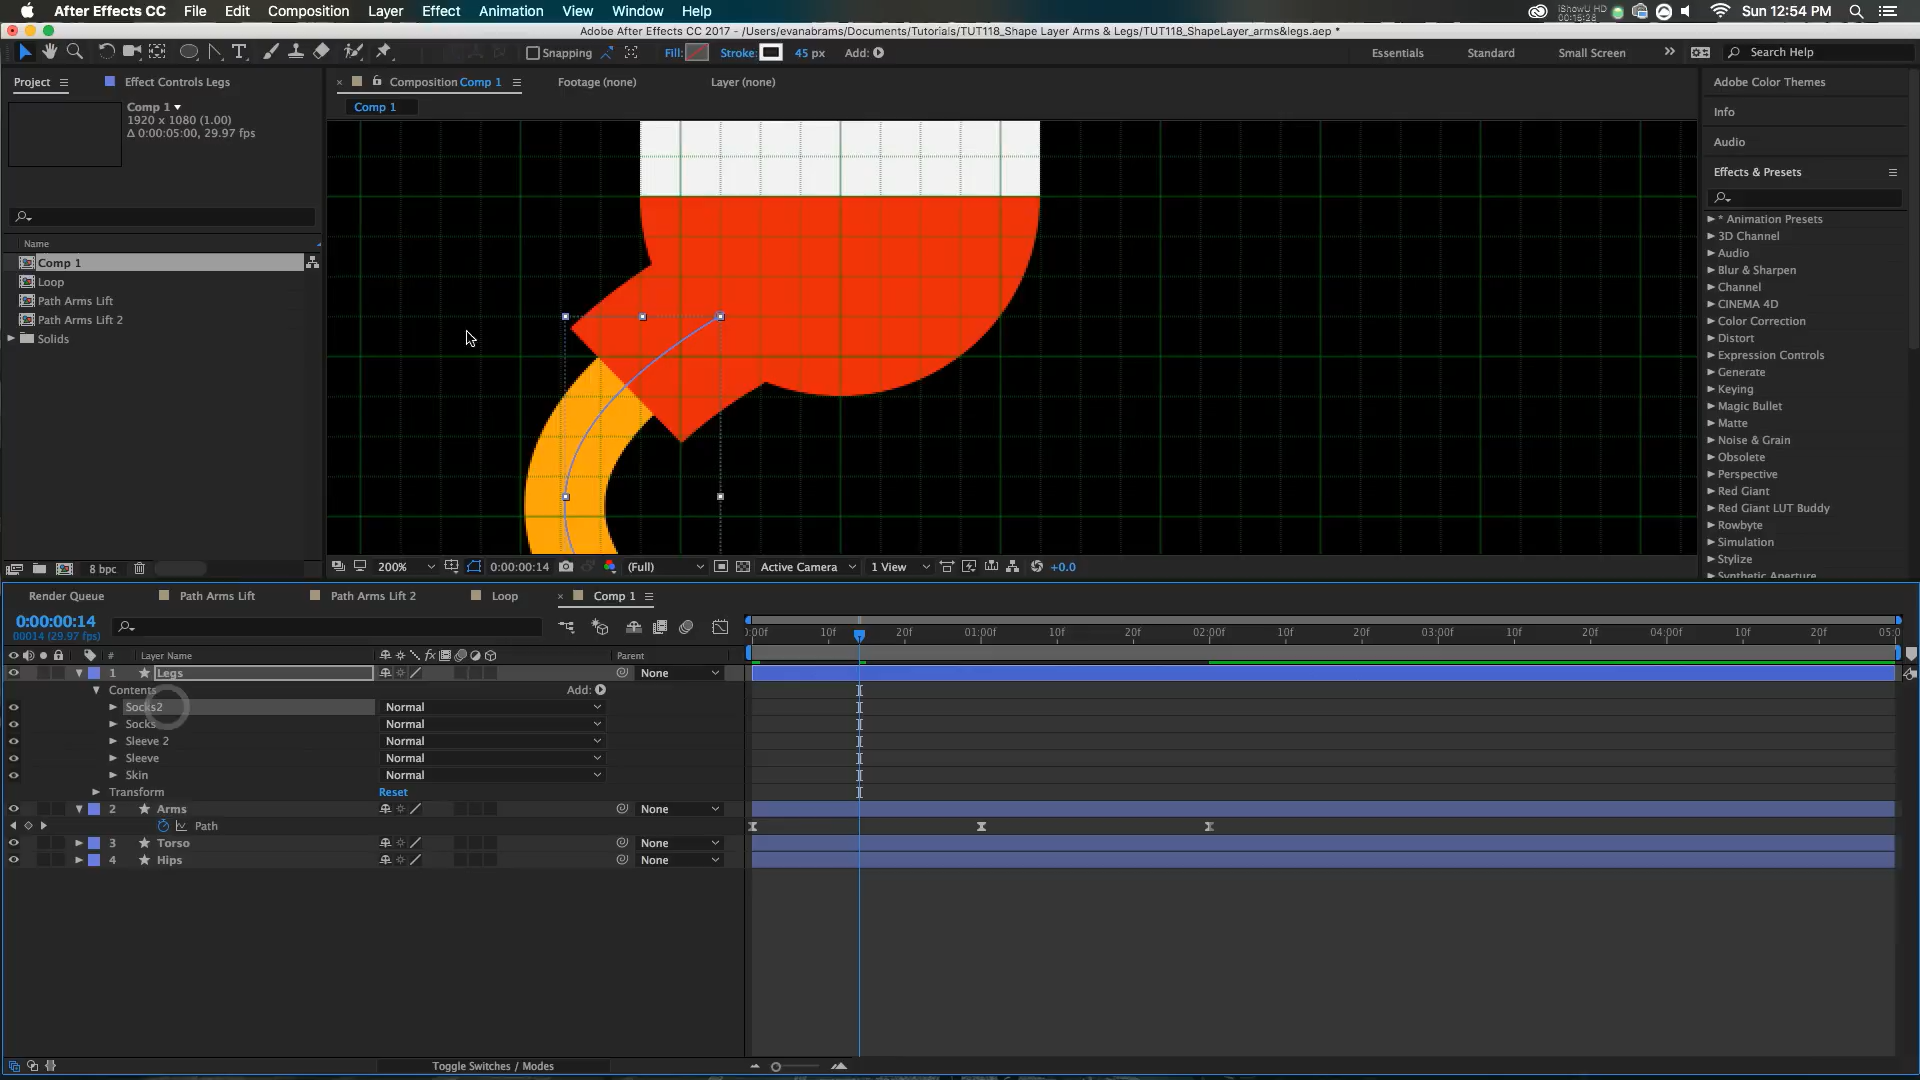 After Effects CC File Edit Composition Layer Effect Animation View Window Help iShowU HD 00:16:28 Sun 12:54 PM
Adobe After Effects CC 2017 - /Users/evanabrams/Documents/Tutorials/TUT118_Shape Layer Arms & Legs/TUT118_ShapeLayer_arms&legs.aep *
Snapping Fill: Stroke: 45 px Add: Essentials Standard Small Screen Search Help
Project Effect Controls Legs Composition Comp 1 Footage (none) Layer (none)
Comp 1
1920 x 1080 (1.00)
Δ 0:00:05:00, 29.97 fps
Comp 1
Name
Comp 1
Loop
Path Arms Lift
Path Arms Lift 2
Solids
8 bpc
200% 0:00:00:14 (Full) Active Camera 1 View +0.0
Adobe Color Themes
Info
Audio
Effects & Presets
* Animation Presets
3D Channel
Audio
Blur & Sharpen
Channel
CINEMA 4D
Color Correction
Distort
Expression Controls
Generate
Keying
Magic Bullet
Matte
Noise & Grain
Obsolete
Perspective
Red Giant
Red Giant LUT Buddy
Rowbyte
Simulation
Stylize
Synthetic Aperture
Render Queue Path Arms Lift Path Arms Lift 2 Loop Comp 1
0:00:00:14
00014 (29.97 fps)
:00f 10f 20f 01:00f 10f 20f 02:00f 10f 20f 03:00f 10f 20f 04:00f 10f 20f 05:0
# Layer Name fx Parent
1 Legs None
Contents Add:
Socks2 Normal
Socks Normal
Sleeve 2 Normal
Sleeve Normal
Skin Normal
Transform Reset
2 Arms None
Path
3 Torso None
4 Hips None
Toggle Switches / Modes